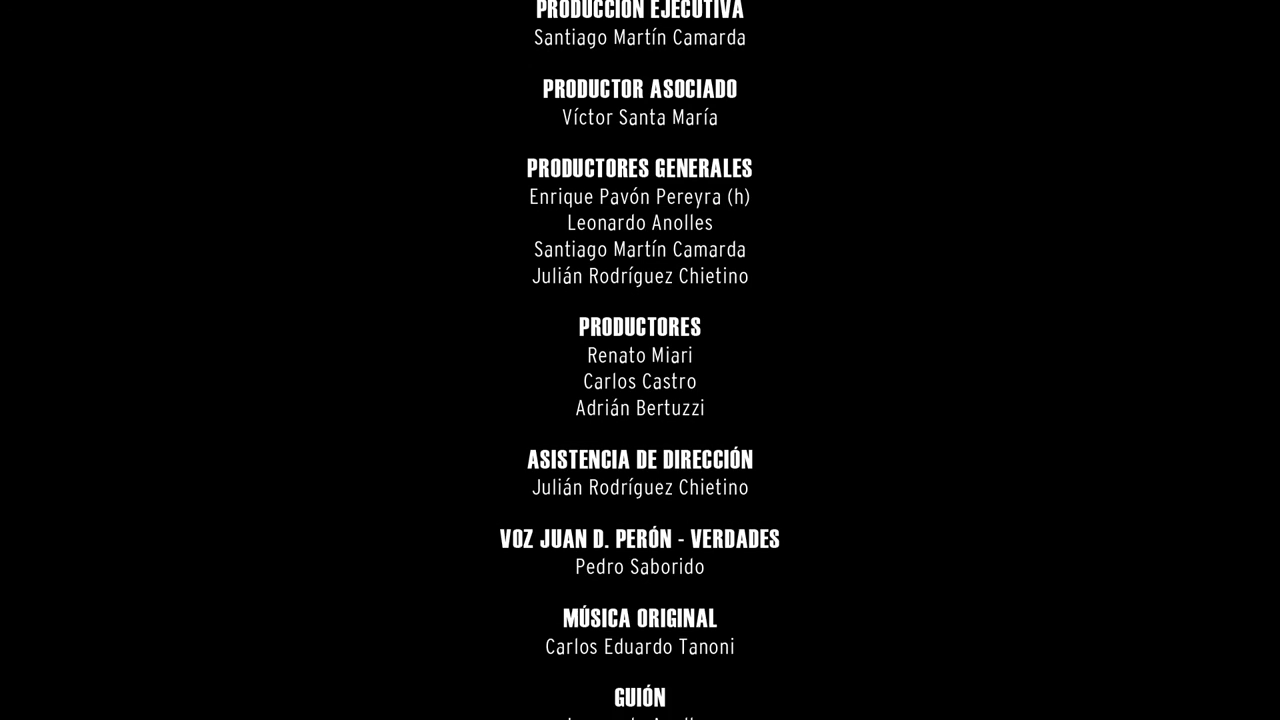 PRODUCCIÓN EJECUTIVA
Santiago Martín Camarda
PRODUCTOR ASOCIADO
Víctor Santa María
PRODUCTORES GENERALES
Enrique Pavón Pereyra (h)
Leonardo Anolles
Santiago Martín Camarda
Julián Rodríguez Chietino
PRODUCTORES
Renato Miari
Carlos Castro
Adrián Bertuzzi
ASISTENCIA DE DIRECCIÓN
Julián Rodríguez Chietino
VOZ JUAN D. PERÓN - VERDADES
Pedro Saborido
MÚSICA ORIGINAL
Carlos Eduardo Tanoni
GUIÓN